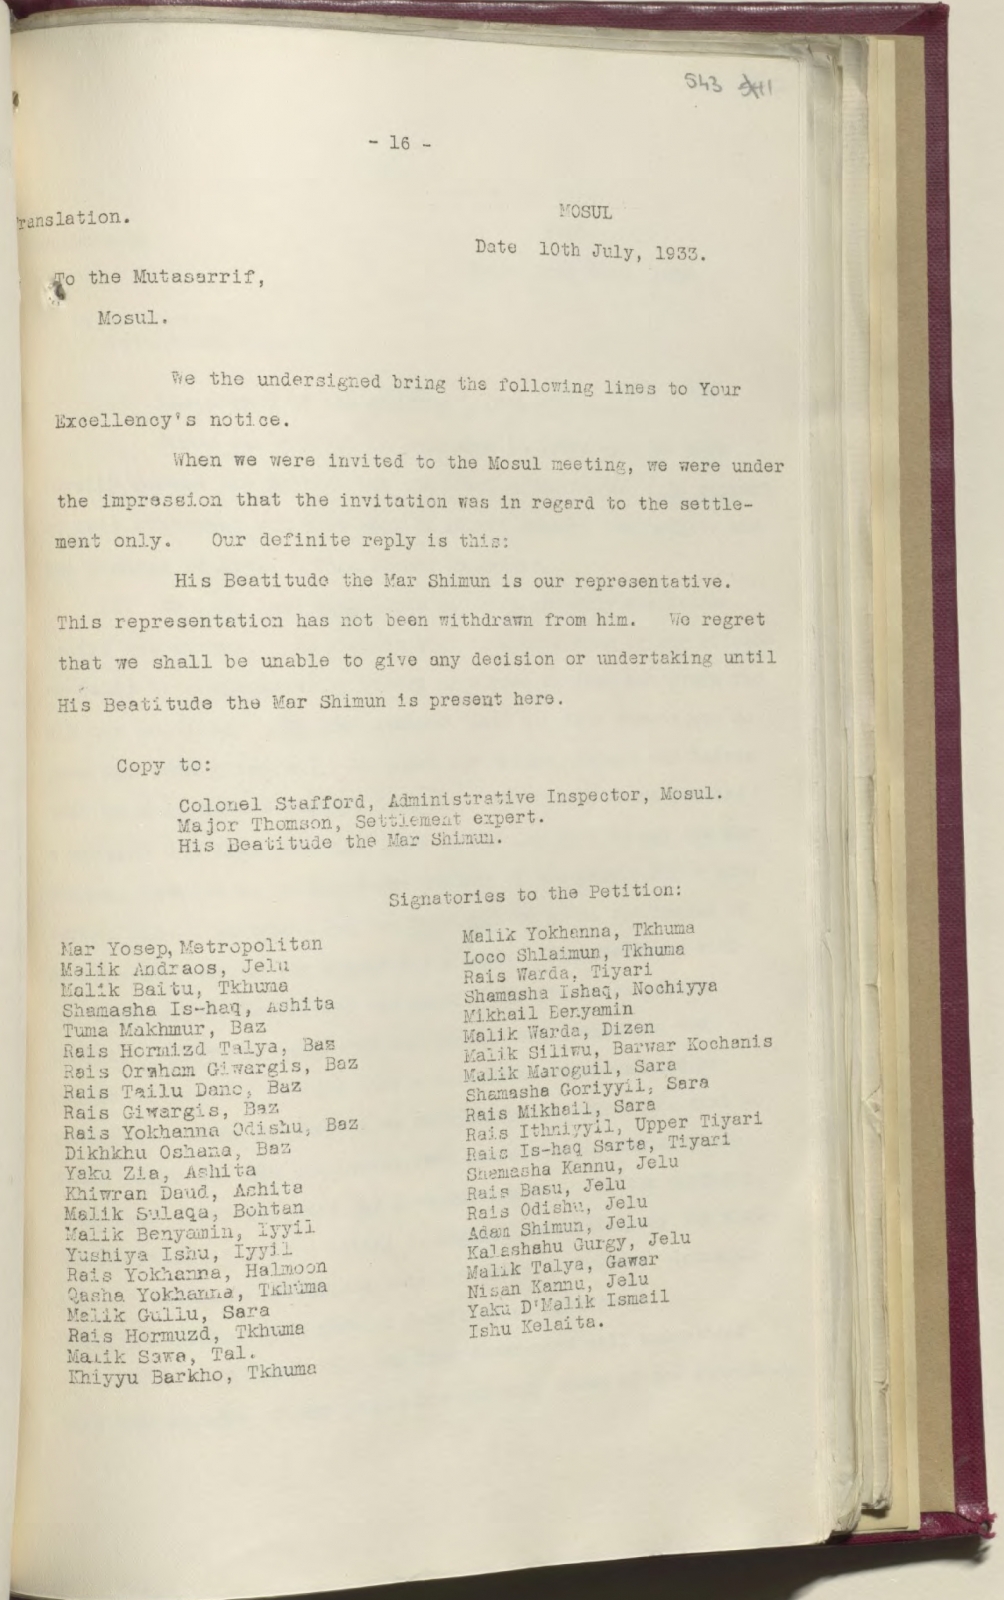 543
- 16 -
ranslation.
MOSUL
Date 10th July, 1933.
To the Mutasarrif,
Mosul.
We the undersigned bring the following lines to Your
Excellency's notice.
When we were invited to the Mosul meeting, we were under
the impression that the invitation was in regard to the settle-
ment only. Our definite reply is this:
His Beatitude the Mar Shimun is our representative.
This representation has not been withdrawn from him. We regret
that we shall be unable to give any decision or undertaking until
His Beatitude the Mar Shimun is present here.
Copy to:
Colonel Stafford, Administrative Inspector, Mosul.
Major Thomson, Settlement expert.
His Beatitude the Mar Shimun.
Signatories to the Petition:
Mar Yosep, Metropolitan
Malik Andraos, Jelu
Malik Baitu, Tkhuma
Shamasha Is-haq, Ashita
Tuma Makhmur, Baz
Rais Hormizd Talya, Baz
Rais Oraham Giwargis, Baz
Rais Tailu Dano, Baz
Rais Giwargis, Baz
Rais Yokhanna Odishu, Baz
Dikhkhu Oshana, Baz
Yaku Zia, Ashita
Khiwran Daud, Ashita
Malik Sulaqa, Bohtan
Malik Benyamin, Iyyil
Yushiya Ishu, Iyyil
Rais Yokhanna, Halmoon
Qasha Yokhanna, Tkhuma
Malik Gullu, Sara
Rais Hormuzd, Tkhuma
Malik Sawa, Tal.
Khiyyu Barkho, Tkhuma
Malik Yokhanna, Tkhuma
Loco Shlaimun, Tkhuma
Rais Warda, Tiyari
Shamasha Ishaq, Nochiyya
Mikhail Benyamin
Malik Warda, Dizen
Malik Siliwu, Barwar Kochanis
Malik Maroguil, Sara
Shamasha Goriyyil, Sara
Rais Mikhail, Sara
Rais Ithniyyil, Upper Tiyari
Rais Is-haq Sarta, Tiyari
Shemasha Kannu, Jelu
Rais Basu, Jelu
Rais Odishu, Jelu
Adam Shimun, Jelu
Kalashahu Gurgy, Jelu
Malik Talya, Gawar
Nisan Kannu, Jelu
Yaku D'Malik Ismail
Ishu Kelaita.